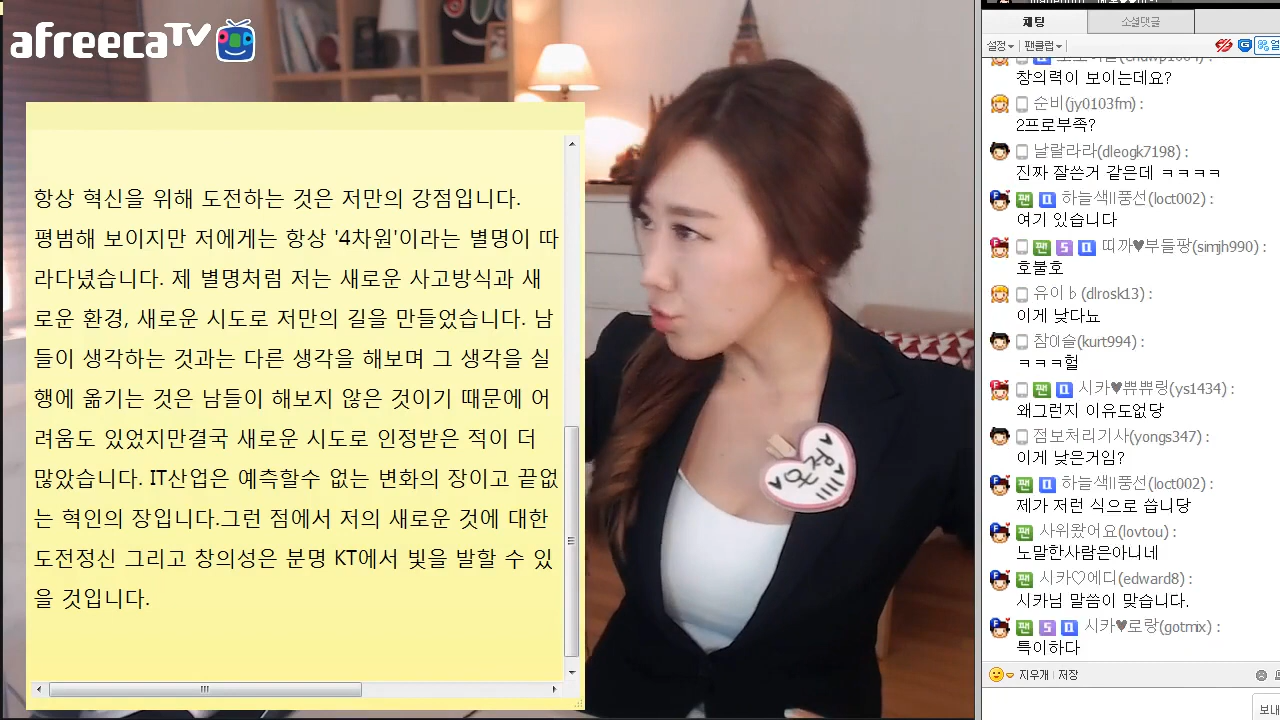 afreecaTV
항상 혁신을 위해 도전하는 것은 저만의 강점입니다.
평범해 보이지만 저에게는 항상 '4차원'이라는 별명이 따
라다녔습니다. 제 별명처럼 저는 새로운 사고방식과 새
로운 환경, 새로운 시도로 저만의 길을 만들었습니다. 남
들이 생각하는 것과는 다른 생각을 해보며 그 생각을 실
행에 옮기는 것은 남들이 해보지 않은 것이기 때문에 어
려움도 있었지만결국 새로운 시도로 인정받은 적이 더
많았습니다. IT산업은 예측할수 없는 변화의 장이고 끝없
는 혁인의 장입니다.그런 점에서 저의 새로운 것에 대한
도전정신 그리고 창의성은 분명 KT에서 빛을 발할 수 있
을 것입니다.
채팅
소셜댓글
설정
팬클럽
창의력이 보이는데요?
순비(jy0103fm) :
2프로부족?
날랄라라(dleogk7198) :
진짜 잘쓴거 같은데 ㅋㅋㅋㅋ
팬 하늘색II풍선(loct002) :
여기 있습니다
팬 S 띠까♥부들팡(simjh990) :
호불호
유이♭(dlrosk13) :
이게 낮다뇨
참이슬(kurt994) :
ㅋㅋㅋ헐
팬 시카♥쀼쀼링(ys1434) :
왜그런지 이유도없당
점보처리기사(yongs347) :
이게 낮은거임?
팬 하늘색II풍선(loct002) :
제가 저런 식으로 씁니당
사위왔어요(lovtou) :
노말한사람은아니네
팬 시카♡에디(edward8) :
시카님 말씀이 맞습니다.
팬 S 시카♥로랑(gotmix) :
특이하다
지우개
저장
보내